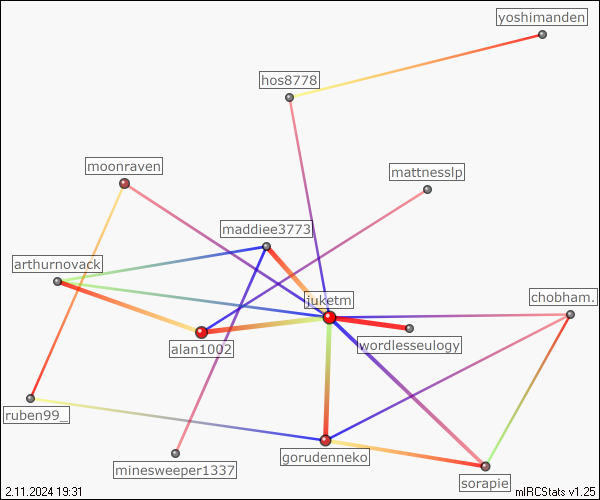 yoshimanden
hos8778
moonraven
mattnesslp
maddiee3773
arthurnovack
juketm
chobham.
alan1002
wordlesseulogy
ruben99_
gorudenneko
minesweeper1337
sorapie
2.11.2024 19:31
mIRCStats v1.25